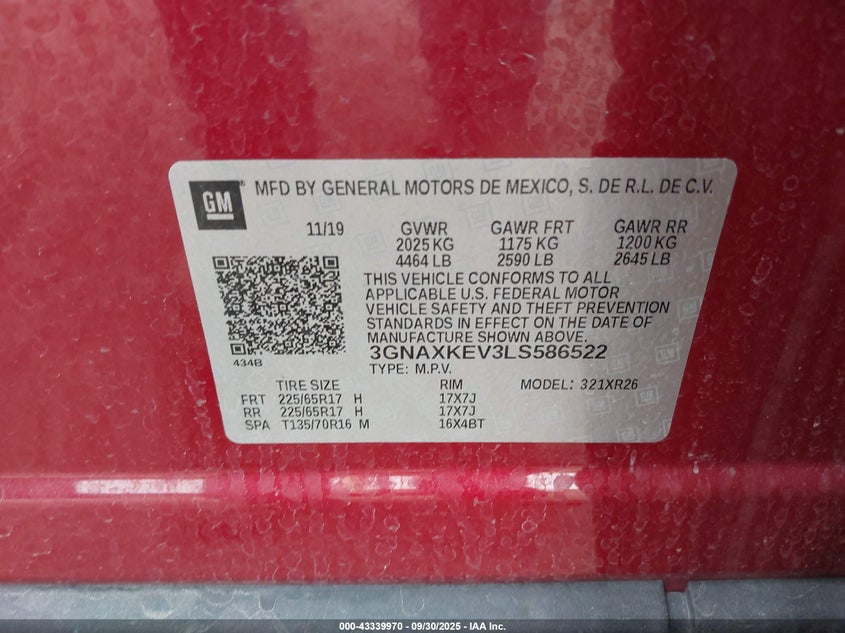 GM ® MFD BY GENERAL MOTORS DE MEXICO, S. DE R.L. DE C.V.
11/19 GVWR GAWR FRT GAWR RR
2025 KG 1175 KG 1200 KG
4464 LB 2590 LB 2645 LB
THIS VEHICLE CONFORMS TO ALL
APPLICABLE U.S. FEDERAL MOTOR
VEHICLE SAFETY AND THEFT PREVENTION
STANDARDS IN EFFECT ON THE DATE OF
MANUFACTURE SHOWN ABOVE.
434B 3GNAXKEV3LS586522
TYPE: M.P.V.
TIRE SIZE RIM MODEL: 321XR26
FRT 225/65R17 H 17X7J
RR 225/65R17 H 17X7J
SPA T135/70R16 M 16X4BT
000-43339970 - 09/30/2025 - IAA Inc.